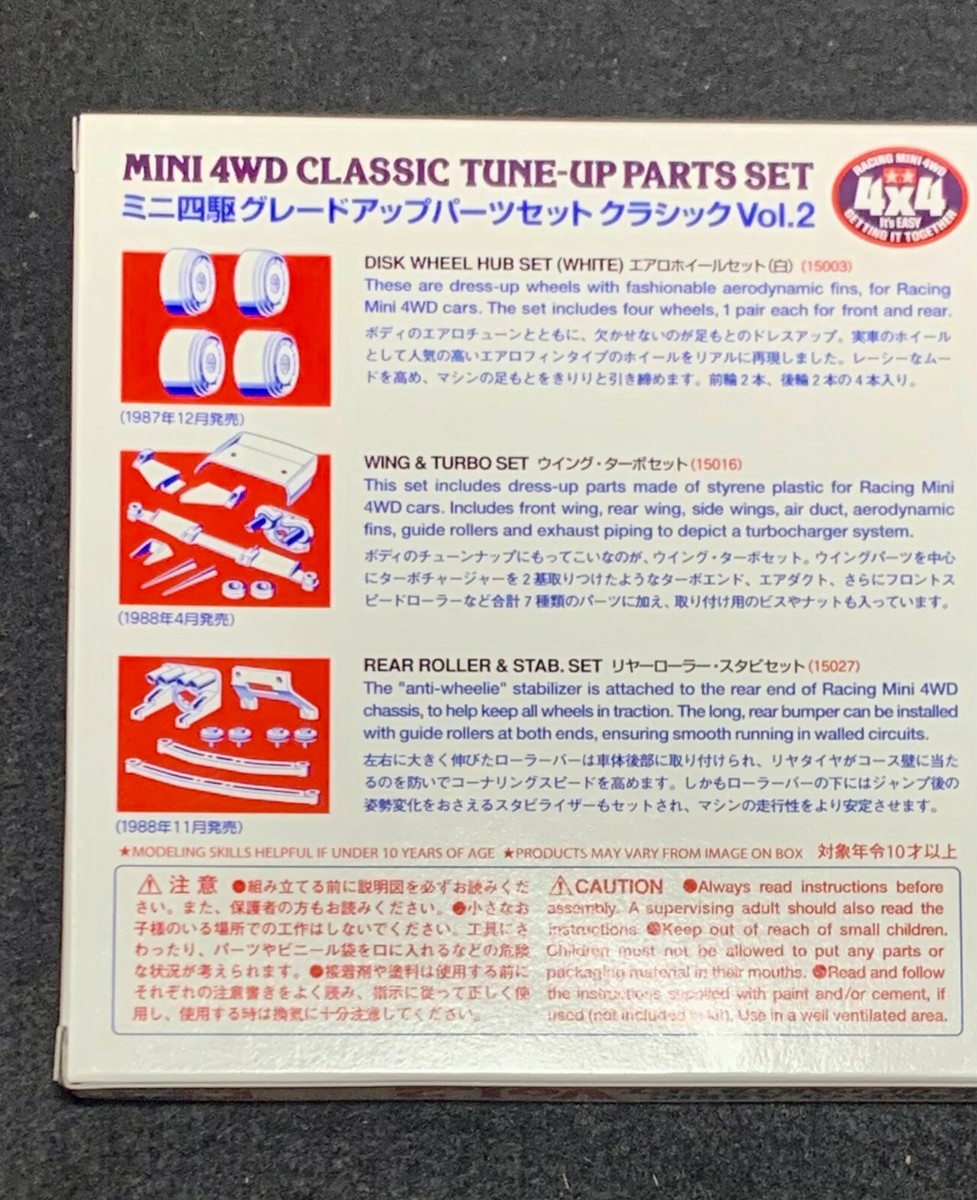 MINI 4WD CLASSIC TUNE-UP PARTS SET
ミニ四駆グレードアップパーツセット クラシックVol.2
RACING MINI 4WD
4x4
It's EASY
GETTING IT TOGETHER
DISK WHEEL HUB SET (WHITE) エアロホイールセット(白) (15003)
These are dress-up wheels with fashionable aerodynamic fins, for Racing
Mini 4WD cars. The set includes four wheels, 1 pair each for front and rear.
ボディのエアロチューンとともに、欠かせないのが足もとのドレスアップ。実車のホイール
として人気の高いエアロフィンタイプのホイールをリアルに再現しました。レーシーなムー
ドを高め、マシンの足もとをきりりと引き締めます。前輪2本、後輪2本の4本入り。
(1987年12月発売)
WING & TURBO SET ウイング・ターボセット(15016)
This set includes dress-up parts made of styrene plastic for Racing Mini
4WD cars. Includes front wing, rear wing, side wings, air duct, aerodynamic
fins, guide rollers and exhaust piping to depict a turbocharger system.
ボディのチューンナップにもってこいなのが、ウイング・ターボセット。ウイングパーツを中心
にターボチャージャーを2基取りつけたようなターボエンド、エアダクト、さらにフロントス
ピードローラーなど合計7種類のパーツに加え、取り付け用のビスやナットも入っています。
(1988年4月発売)
REAR ROLLER & STAB. SET リヤーローラー・スタビセット(15027)
The "anti-wheelie" stabilizer is attached to the rear end of Racing Mini 4WD
chassis, to help keep all wheels in traction. The long, rear bumper can be installed
with guide rollers at both ends, ensuring smooth running in walled circuits.
左右に大きく伸びたローラーバーは車体後部に取り付けられ、リヤタイヤがコース壁に当た
るのを防いでコーナリングスピードを高めます。しかもローラーバーの下にはジャンプ後の
姿勢変化をおさえるスタビライザーもセットされ、マシンの走行性をより安定させます。
(1988年11月発売)
★MODELING SKILLS HELPFUL IF UNDER 10 YEARS OF AGE ★PRODUCTS MAY VARY FROM IMAGE ON BOX 対象年令10才以上
⚠注意 ●組み立てる前に説明図を必ずお読みくだ
さい。また、保護者の方もお読みください。●小さなお
子様のいる場所での工作はしないでください。工具にさ
わったり、パーツやビニール袋を口に入れるなどの危険
な状況が考えられます。●接着剤や塗料は使用する前に
それぞれの注意書きをよく読み、指示に従って正しく使
用し、使用する時は換気に十分注意してください。
⚠CAUTION ●Always read instructions before
assembly. A supervising adult should also read the
instructions ●Keep out of reach of small children.
Children must not be allowed to put any parts or
packaging material in their mouths. ●Read and follow
the instructions supplied with paint and/or cement, if
used (not included in kit). Use in a well ventilated area.